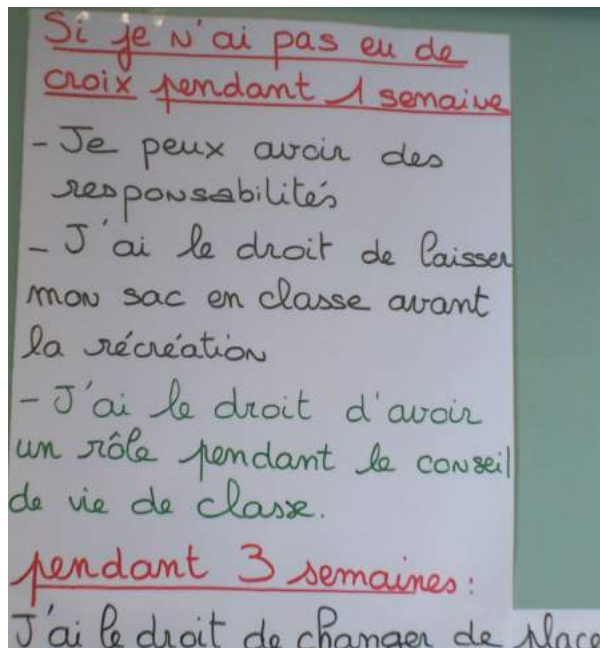 Si je n'ai pas eu de
croix pendant 1 semaine
- Je peux avoir des
responsabilités
- J'ai le droit de laisser
mon sac en classe avant
la récréation
- J'ai le droit d'avoir
un rôle pendant le conseil
de vie de classe.
pendant 3 semaines :
J'ai le droit de changer de place